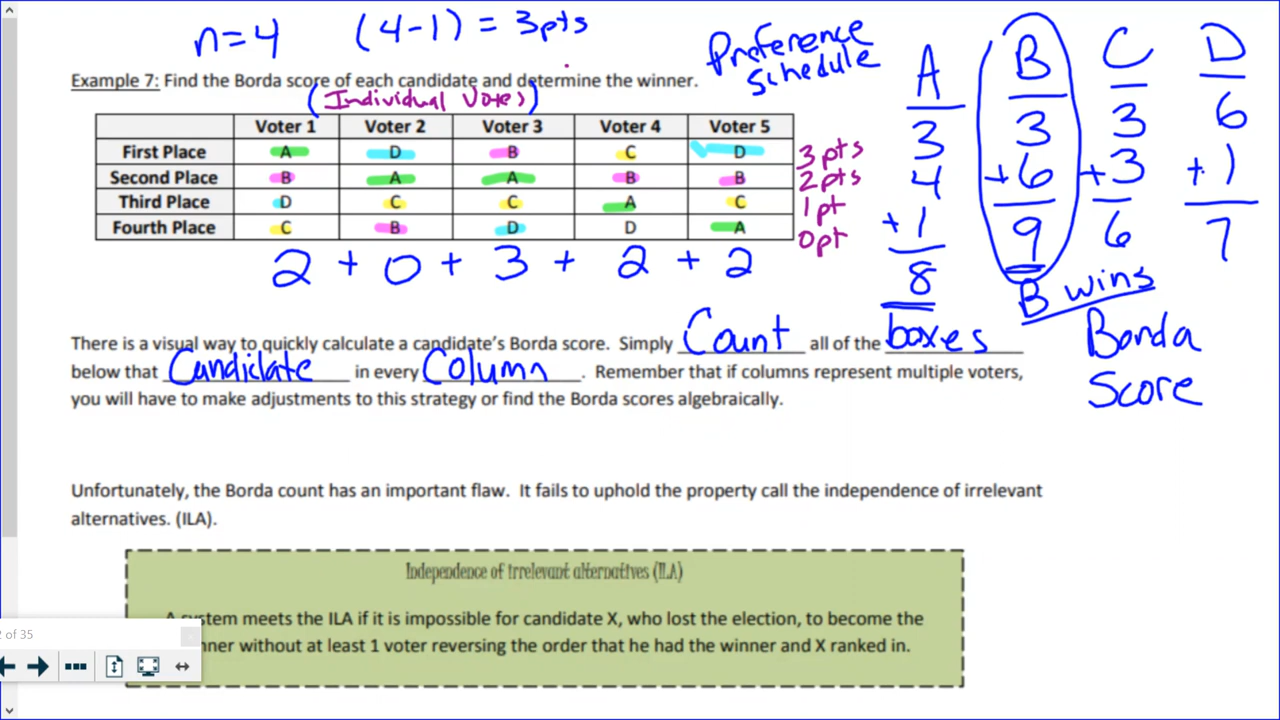 n=4 (4-1) = 3pts
Preference
Schedule
Example 7: Find the Borda score of each candidate and determine the winner.
(Individual Votes)
Voter 1 Voter 2 Voter 3 Voter 4 Voter 5
First Place A D B C D 3 pts
Second Place B A A B B 2 pts
Third Place D C C A C 1 pt
Fourth Place C B D D A 0pt
2 + 0 + 3 + 2 + 2
A B C D
3 3 3 6
4 +6 +3 +1
+1 9 6 7
8
B wins
Borda
Score
There is a visual way to quickly calculate a candidate's Borda score. Simply Count all of the boxes
below that Candidate in every Column. Remember that if columns represent multiple voters,
you will have to make adjustments to this strategy or find the Borda scores algebraically.
Unfortunately, the Borda count has an important flaw. It fails to uphold the property call the independence of irrelevant
alternatives. (ILA).
Independence of irrelevant alternatives (ILA)
system meets the ILA if it is impossible for candidate X, who lost the election, to become the
without at least 1 voter reversing the order that he had the winner and X ranked in.
of 35